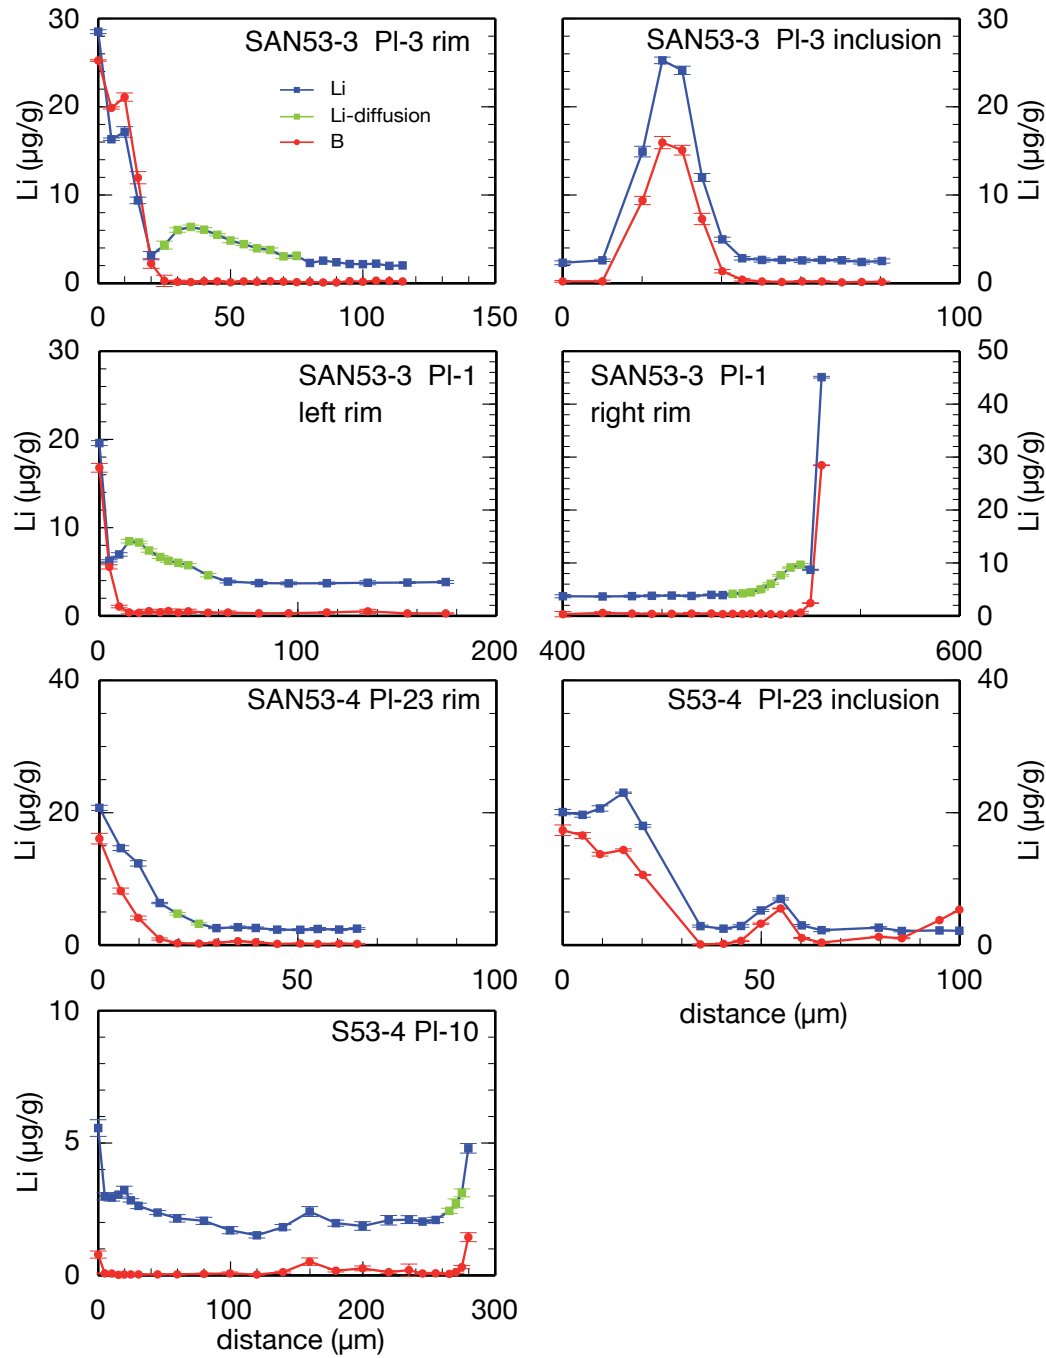 SAN53-3 Pl-3 rim
Li
Li-diffusion
B
Li (µg/g)
30
20
10
0
0 50 100 150
SAN53-3 Pl-3 inclusion
Li (µg/g)
30
20
10
0
0 100
SAN53-3 Pl-1
left rim
Li (µg/g)
30
20
10
0
0 100 200
SAN53-3 Pl-1
right rim
Li (µg/g)
50
40
30
20
10
0
400 600
SAN53-4 Pl-23 rim
Li (µg/g)
40
20
0
0 50 100
S53-4 Pl-23 inclusion
Li (µg/g)
40
20
0
0 50 100
distance (µm)
S53-4 Pl-10
Li (µg/g)
10
5
0
0 100 200 300
distance (µm)